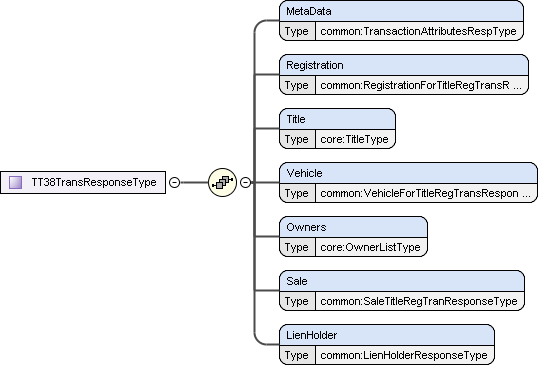 MetaData
Type common:TransactionAttributesRespType
Registration
Type common:RegistrationForTitleRegTransR ...
Title
Type core:TitleType
TT38TransResponseType
Vehicle
Type common:VehicleForTitleRegTransRespon ...
Owners
Type core:OwnerListType
Sale
Type common:SaleTitleRegTranResponseType
LienHolder
Type common:LienHolderResponseType